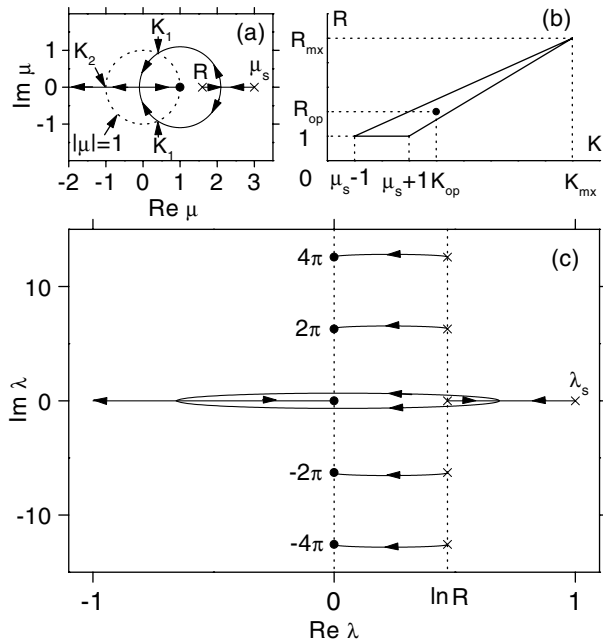 (a)
K₁
K₂
R
μₛ
|μ|=1
K₁
Im μ
1
0
-1
-2 -1 0 1 2 3
Re μ
(b)
R
Rₘₓ
Rₒₚ
1
0
K
μₛ-1
μₛ+1
Kₒₚ
Kₘₓ
(c)
Im λ
10
0
-10
4π
2π
-2π
-4π
λₛ
-1 0 ln R 1
Re λ